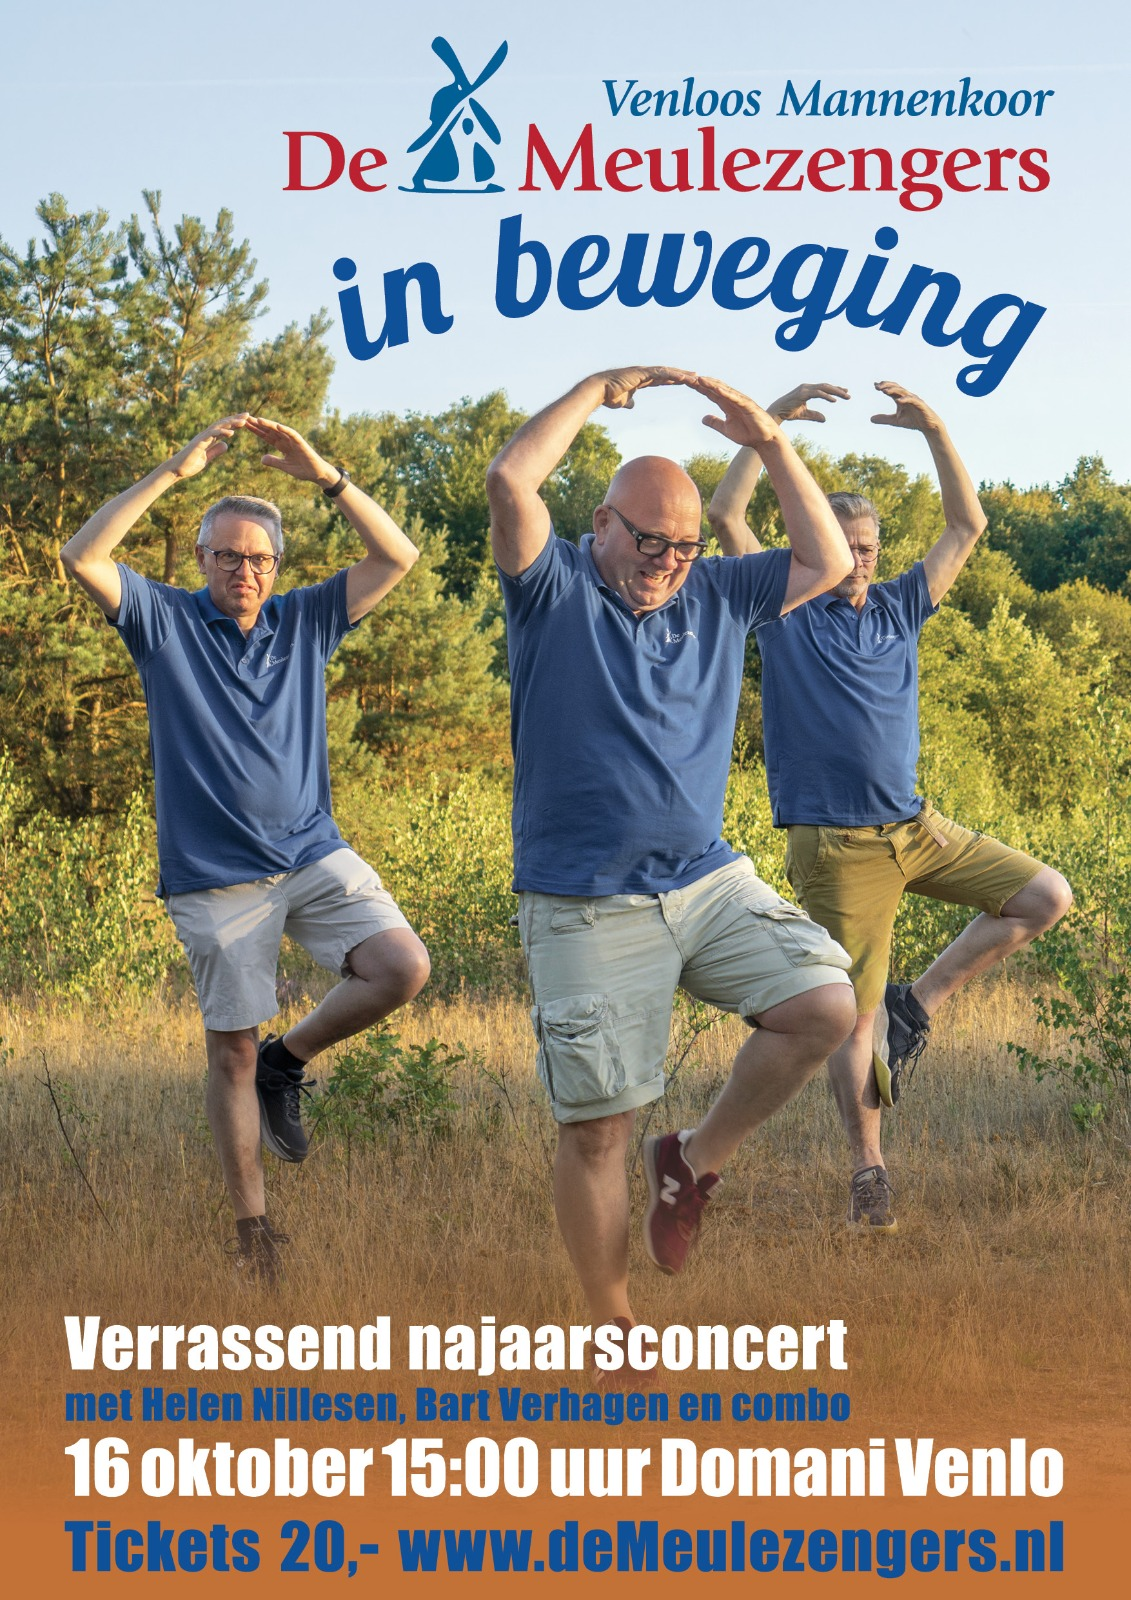 Venloos Mannenkoor
De Meulezengers
in beweging
Verrassend najaarsconcert
met Helen Nillesen, Bart Verhagen en combo
16 oktober 15:00 uur Domani Venlo
Tickets 20,- www.deMeulezengers.nl
N